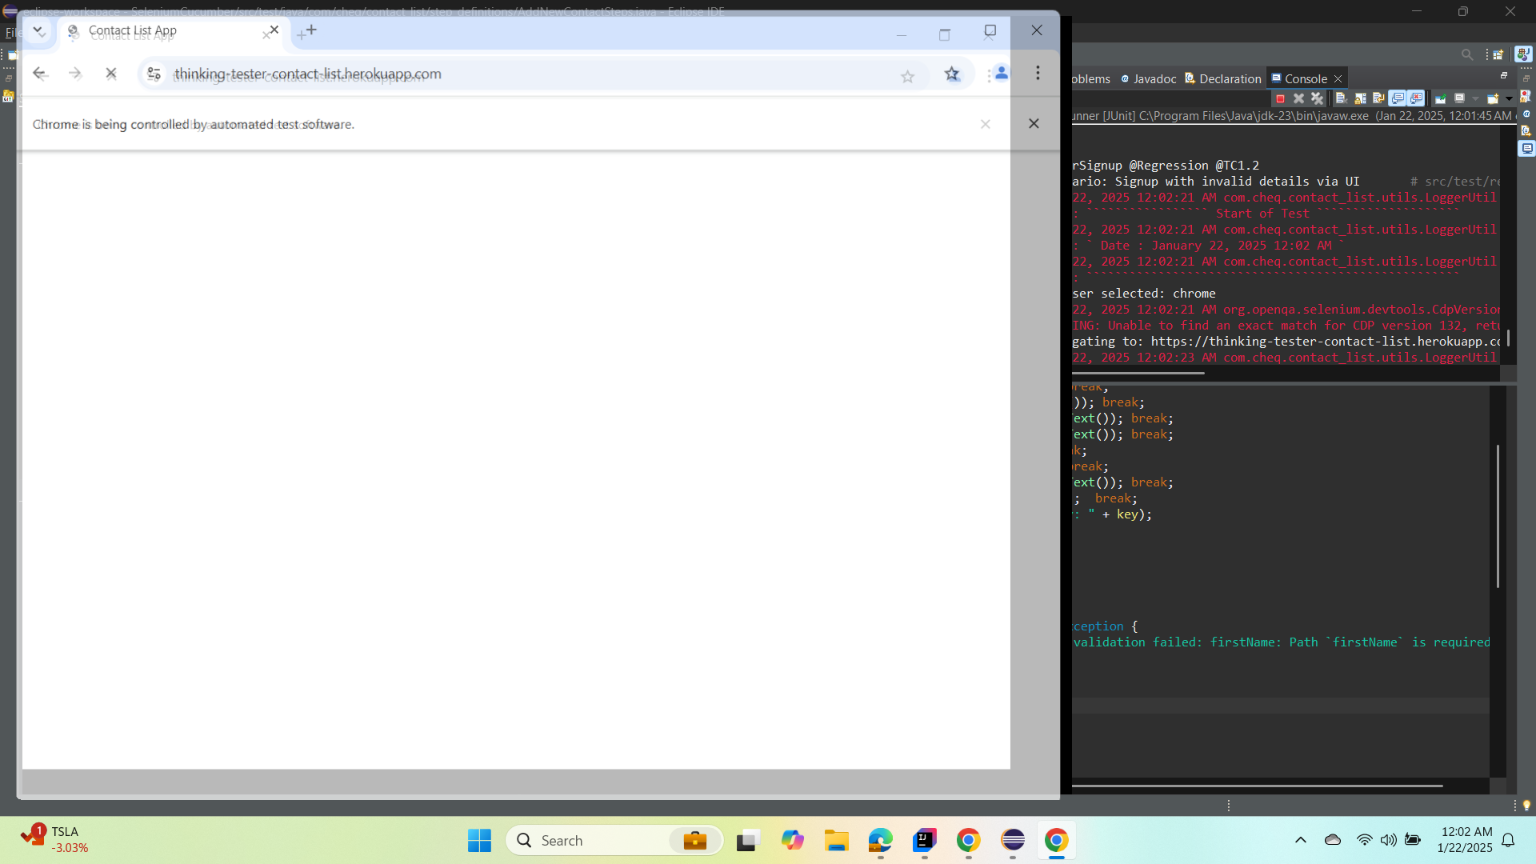 eclipse-workspace - SeleniumCucumber/src/test/java/com/cheq/contact_list/step_definitions/AddNewContactSteps.java - Eclipse IDE
Contact List App
thinking-tester-contact-list.herokuapp.com
Chrome is being controlled by automated test software.
oblems Javadoc Declaration Console
unner [JUnit] C:\Program Files\Java\jdk-23\bin\javaw.exe (Jan 22, 2025, 12:01:45 AM
rSignup @Regression @TC1.2
ario: Signup with invalid details via UI # src/test/re
22, 2025 12:02:21 AM com.cheq.contact_list.utils.LoggerUtil
: ˜˜˜˜˜˜˜˜˜˜˜˜˜˜˜˜˜ Start of Test ˜˜˜˜˜˜˜˜˜˜˜˜˜˜˜˜˜˜˜˜
22, 2025 12:02:21 AM com.cheq.contact_list.utils.LoggerUtil
: ` Date : January 22, 2025 12:02 AM `
22, 2025 12:02:21 AM com.cheq.contact_list.utils.LoggerUtil
ser selected: chrome
22, 2025 12:02:21 AM org.openqa.selenium.devtools.CdpVersion
ING: Unable to find an exact match for CDP version 132, retu
gating to: https://thinking-tester-contact-list.herokuapp.co
22, 2025 12:02:23 AM com.cheq.contact_list.utils.LoggerUtil
reak;
)); break;
ext()); break;
ext()); break;
k;
reak;
ext()); break;
; break;
: " + key);
ception {
validation failed: firstName: Path `firstName` is required
1
TSLA
-3.03%
Search
12:02 AM
1/22/2025